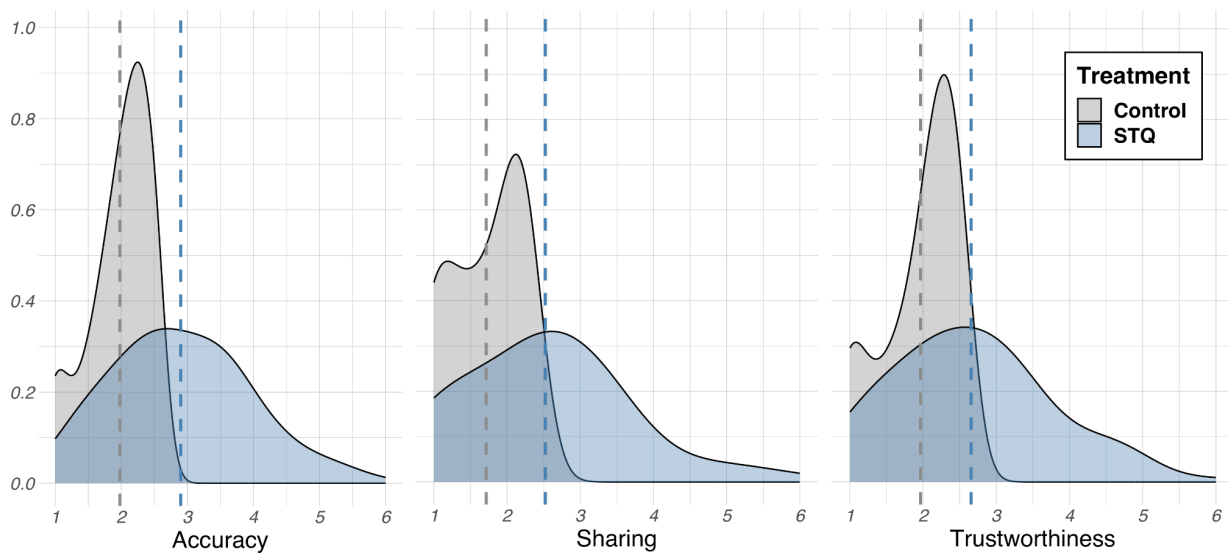 1.0
0.8
0.6
0.4
0.2
0.0
1 2 3 4 5 6
Accuracy
1 2 3 4 5 6
Sharing
1 2 3 4 5 6
Trustworthiness
Treatment
Control
STQ